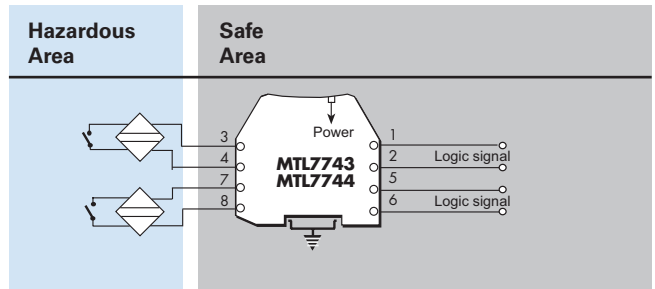 Hazardous
Area
Safe
Area
Power
3
4
7
8
MTL7743
MTL7744
1
2
5
6
Logic signal
Logic signal